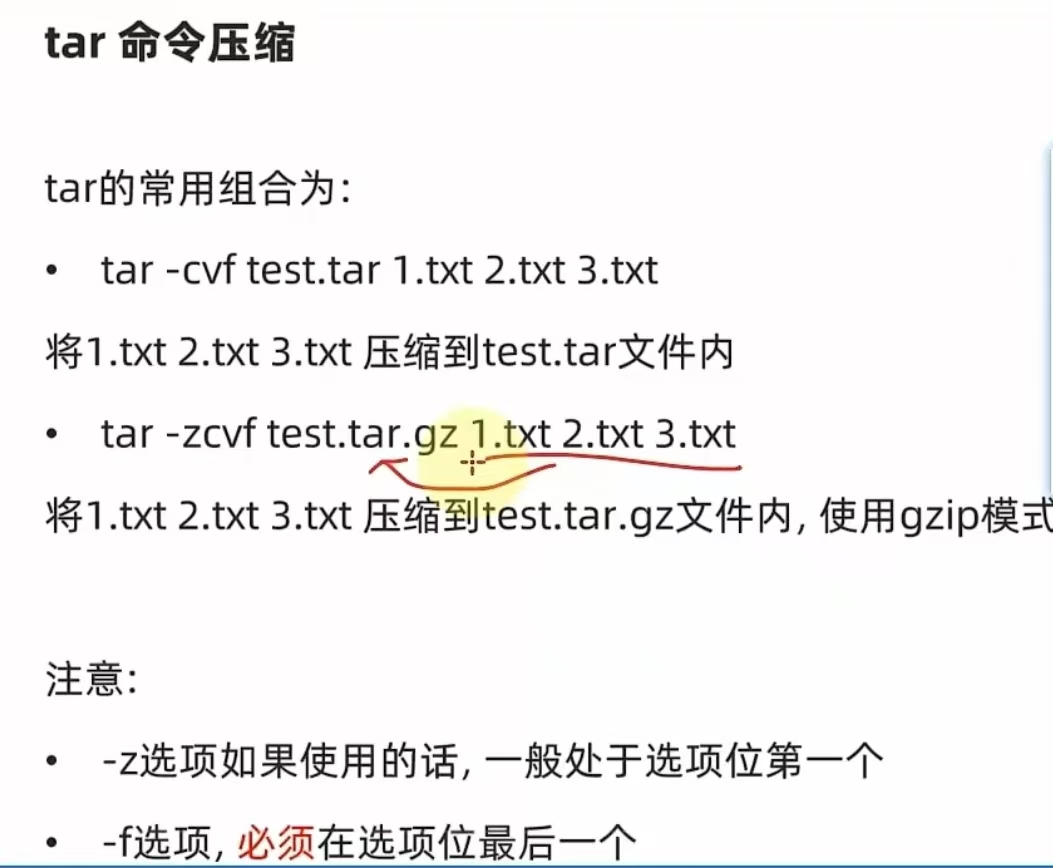 tar 命令压缩
tar的常用组合为：
• tar -cvf test.tar 1.txt 2.txt 3.txt
将1.txt 2.txt 3.txt 压缩到test.tar文件内
• tar -zcvf test.tar.gz 1.txt 2.txt 3.txt
将1.txt 2.txt 3.txt 压缩到test.tar.gz文件内, 使用gzip模式
注意：
• -z选项如果使用的话, 一般处于选项位第一个
• -f选项, 必须在选项位最后一个